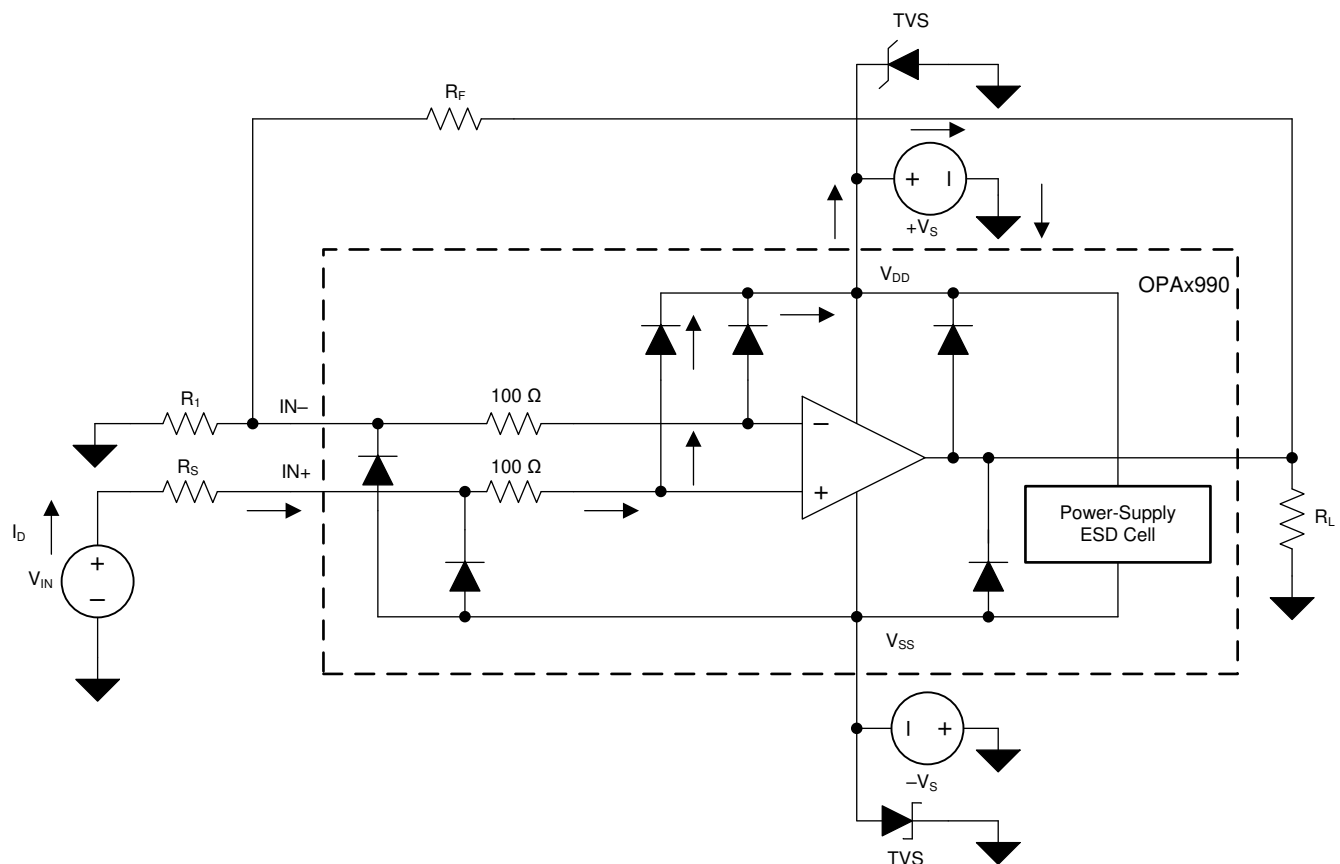 TVS
R_F
+ –
+V_S
V_DD
OPAx990
R_1
IN–
100 Ω
–
R_S
IN+
100 Ω
+
I_D
V_IN
+
–
Power-Supply
ESD Cell
R_L
V_SS
– +
–V_S
TVS